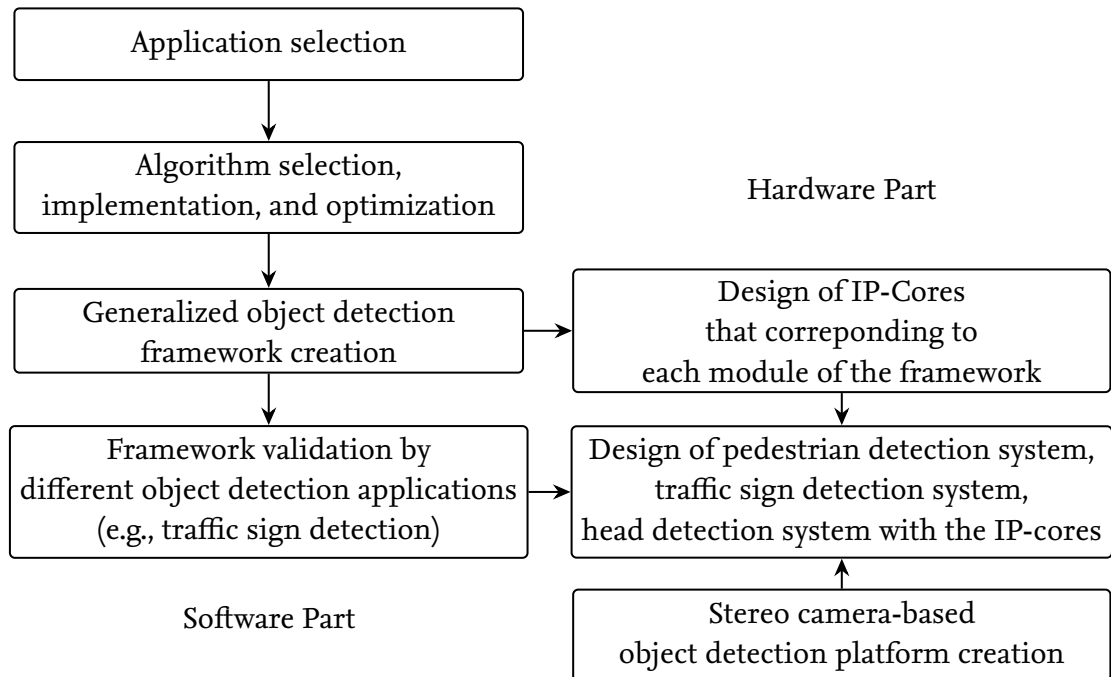 Application selection
Algorithm selection,
implementation, and optimization
Hardware Part
Generalized object detection
framework creation
Design of IP-Cores
that correponding to
each module of the framework
Framework validation by
different object detection applications
(e.g., traffic sign detection)
Design of pedestrian detection system,
traffic sign detection system,
head detection system with the IP-cores
Software Part
Stereo camera-based
object detection platform creation